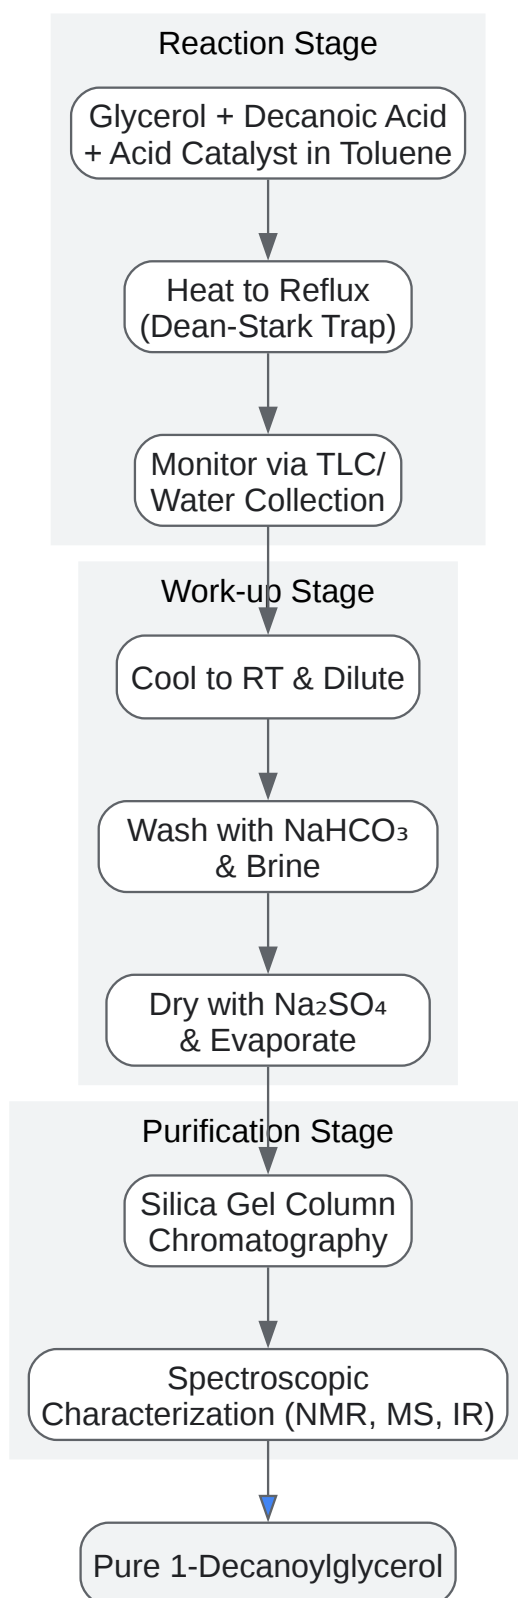 Reaction Stage
Glycerol + Decanoic Acid
+ Acid Catalyst in Toluene
Heat to Reflux
(Dean-Stark Trap)
Monitor via TLC/
Water Collection
Work-up Stage
Cool to RT & Dilute
Wash with NaHCO₃
& Brine
Dry with Na₂SO₄
& Evaporate
Purification Stage
Silica Gel Column
Chromatography
Spectroscopic
Characterization (NMR, MS, IR)
Pure 1-Decanoylglycerol